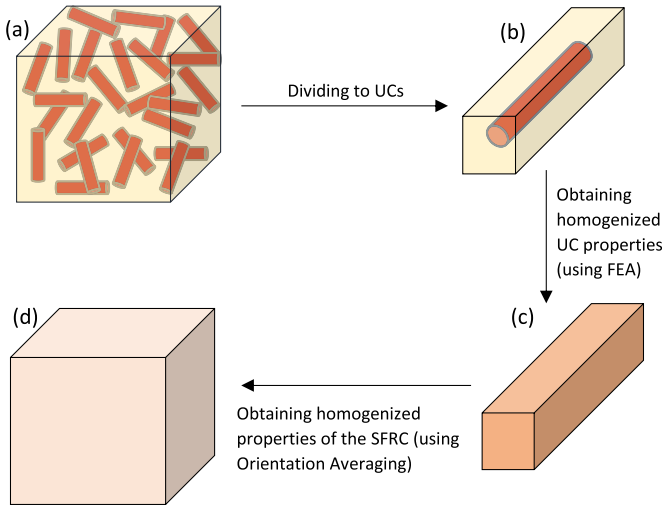 (a)
Dividing to UCs
(b)
Obtaining
homogenized
UC properties
(using FEA)
(c)
(d)
Obtaining homogenized
properties of the SFRC (using
Orientation Averaging)